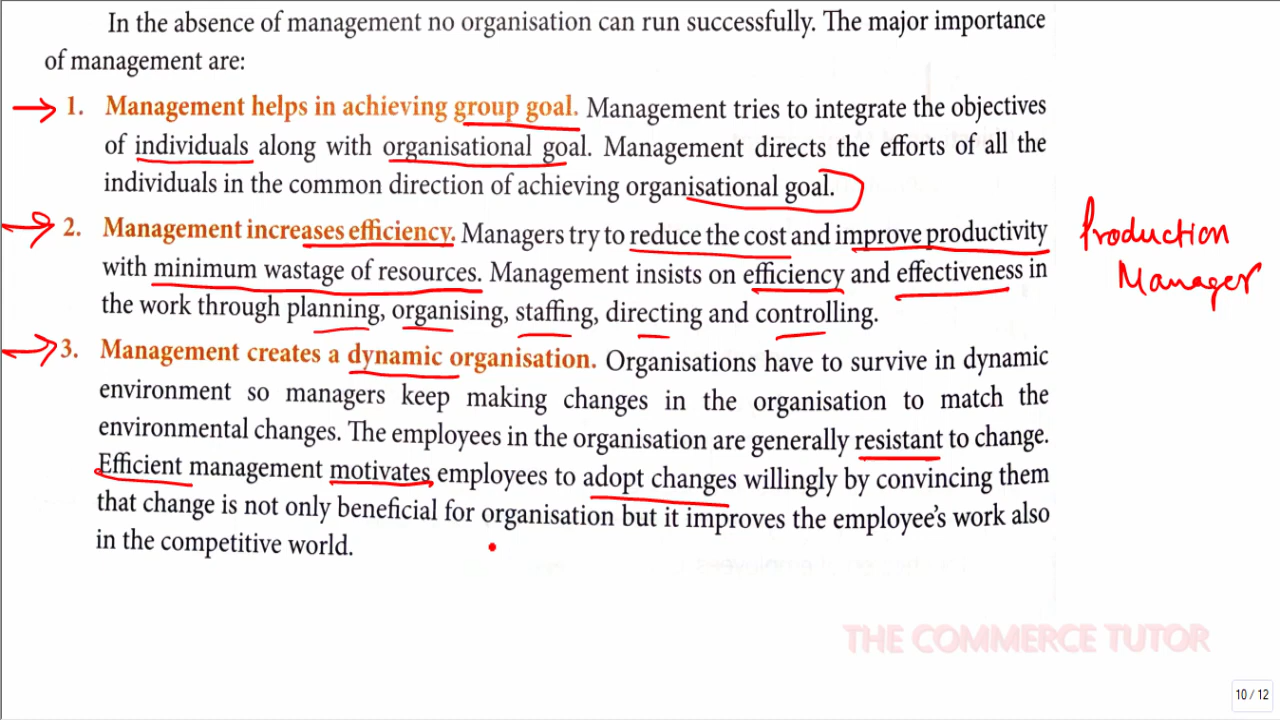 In the absence of management no organisation can run successfully. The major importance
of management are:
1. Management helps in achieving group goal. Management tries to integrate the objectives
of individuals along with organisational goal. Management directs the efforts of all the
individuals in the common direction of achieving organisational goal.
2. Management increases efficiency. Managers try to reduce the cost and improve productivity
with minimum wastage of resources. Management insists on efficiency and effectiveness in
the work through planning, organising, staffing, directing and controlling.
Production
Manager
3. Management creates a dynamic organisation. Organisations have to survive in dynamic
environment so managers keep making changes in the organisation to match the
environmental changes. The employees in the organisation are generally resistant to change.
Efficient management motivates employees to adopt changes willingly by convincing them
that change is not only beneficial for organisation but it improves the employee's work also
in the competitive world.
THE COMMERCE TUTOR
10 / 12